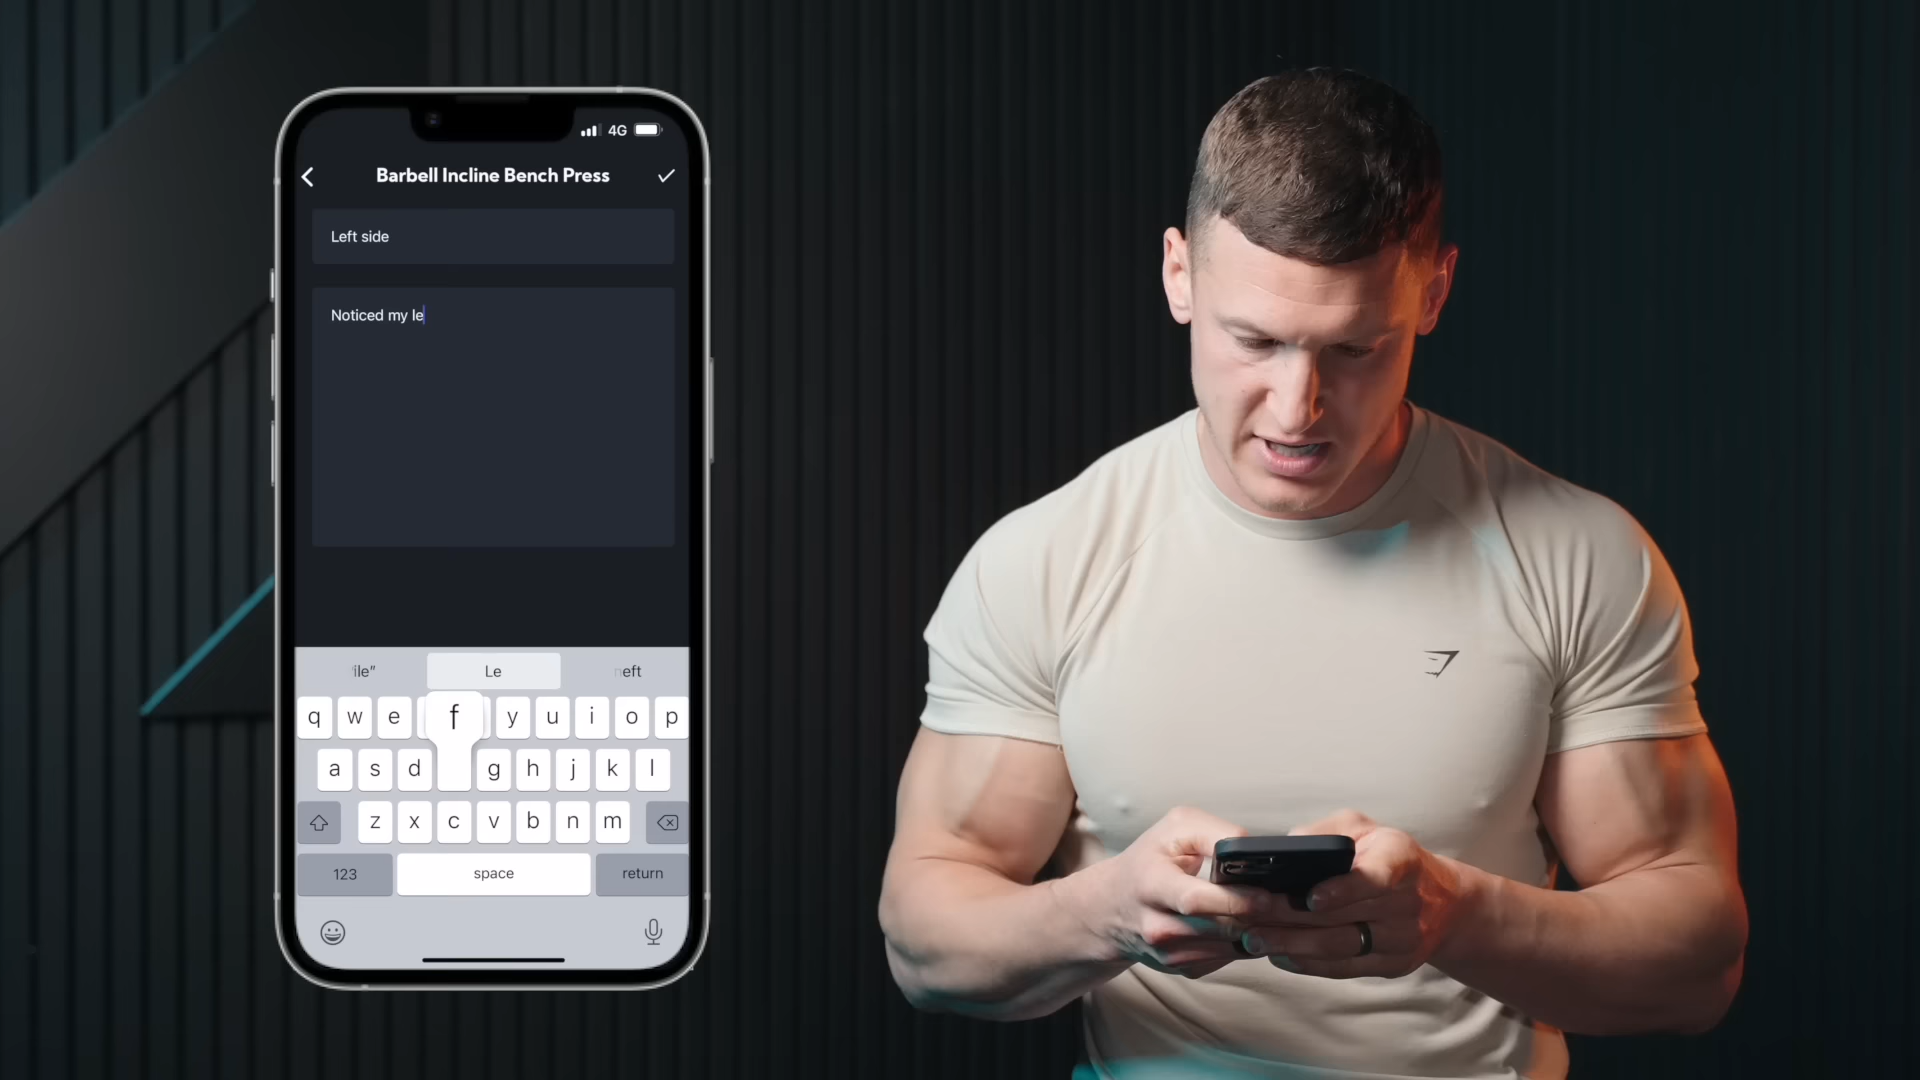 4G
Barbell Incline Bench Press
Left side
Noticed my le
Le
eft
q w e f y u i o p
a s d g h j k l
z x c v b n m
123 space return